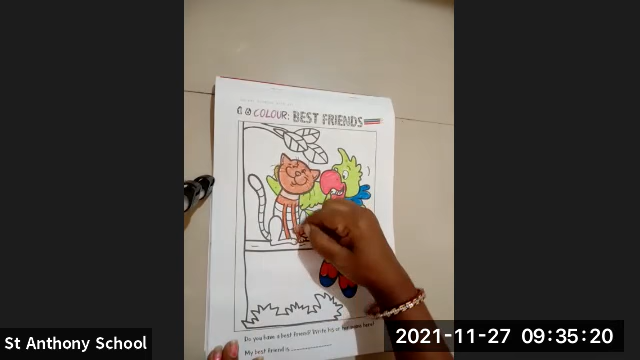 COLOUR: BEST FRIENDS
Do you have a best friend? Write his or her name here!
My best friend is
St Anthony School
2021-11-27 09:35:20